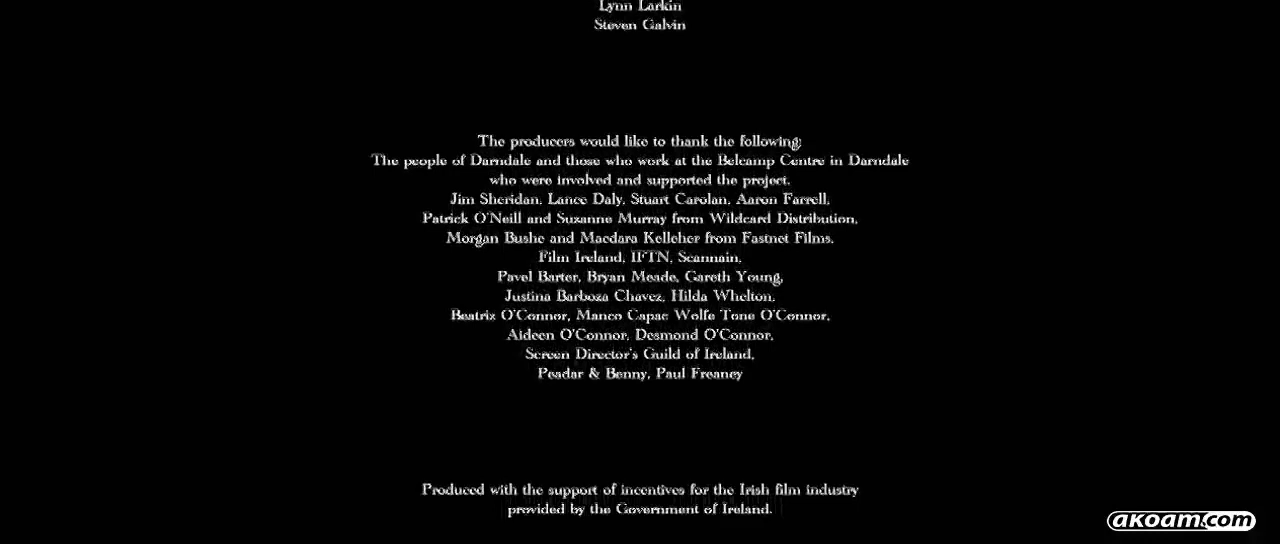 Lynn Larkin
Steven Galvin
The producers would like to thank the following;
The people of Darndale and those who work at the Belcamp Centre in Darndale
who were involved and supported the project.
Jim Sheridan, Lance Daly, Stuart Carolan, Aaron Farrell,
Patrick O'Neill and Suzanne Murray from Wildcard Distribution,
Morgan Bushe and Macdara Kelleher from Fastnet Films.
Film Ireland, IFTN, Scannain,
Pavel Barter, Bryan Meade, Gareth Young,
Justina Barboza Chavez, Hilda Whelton,
Beatriz O'Connor, Manco Capac Wolfe Tone O'Connor,
Aideen O'Connor, Desmond O'Connor,
Screen Director's Guild of Ireland,
Peadar & Benny, Paul Freaney
Produced with the support of incentives for the Irish film industry
provided by the Government of Ireland.
akoam.com